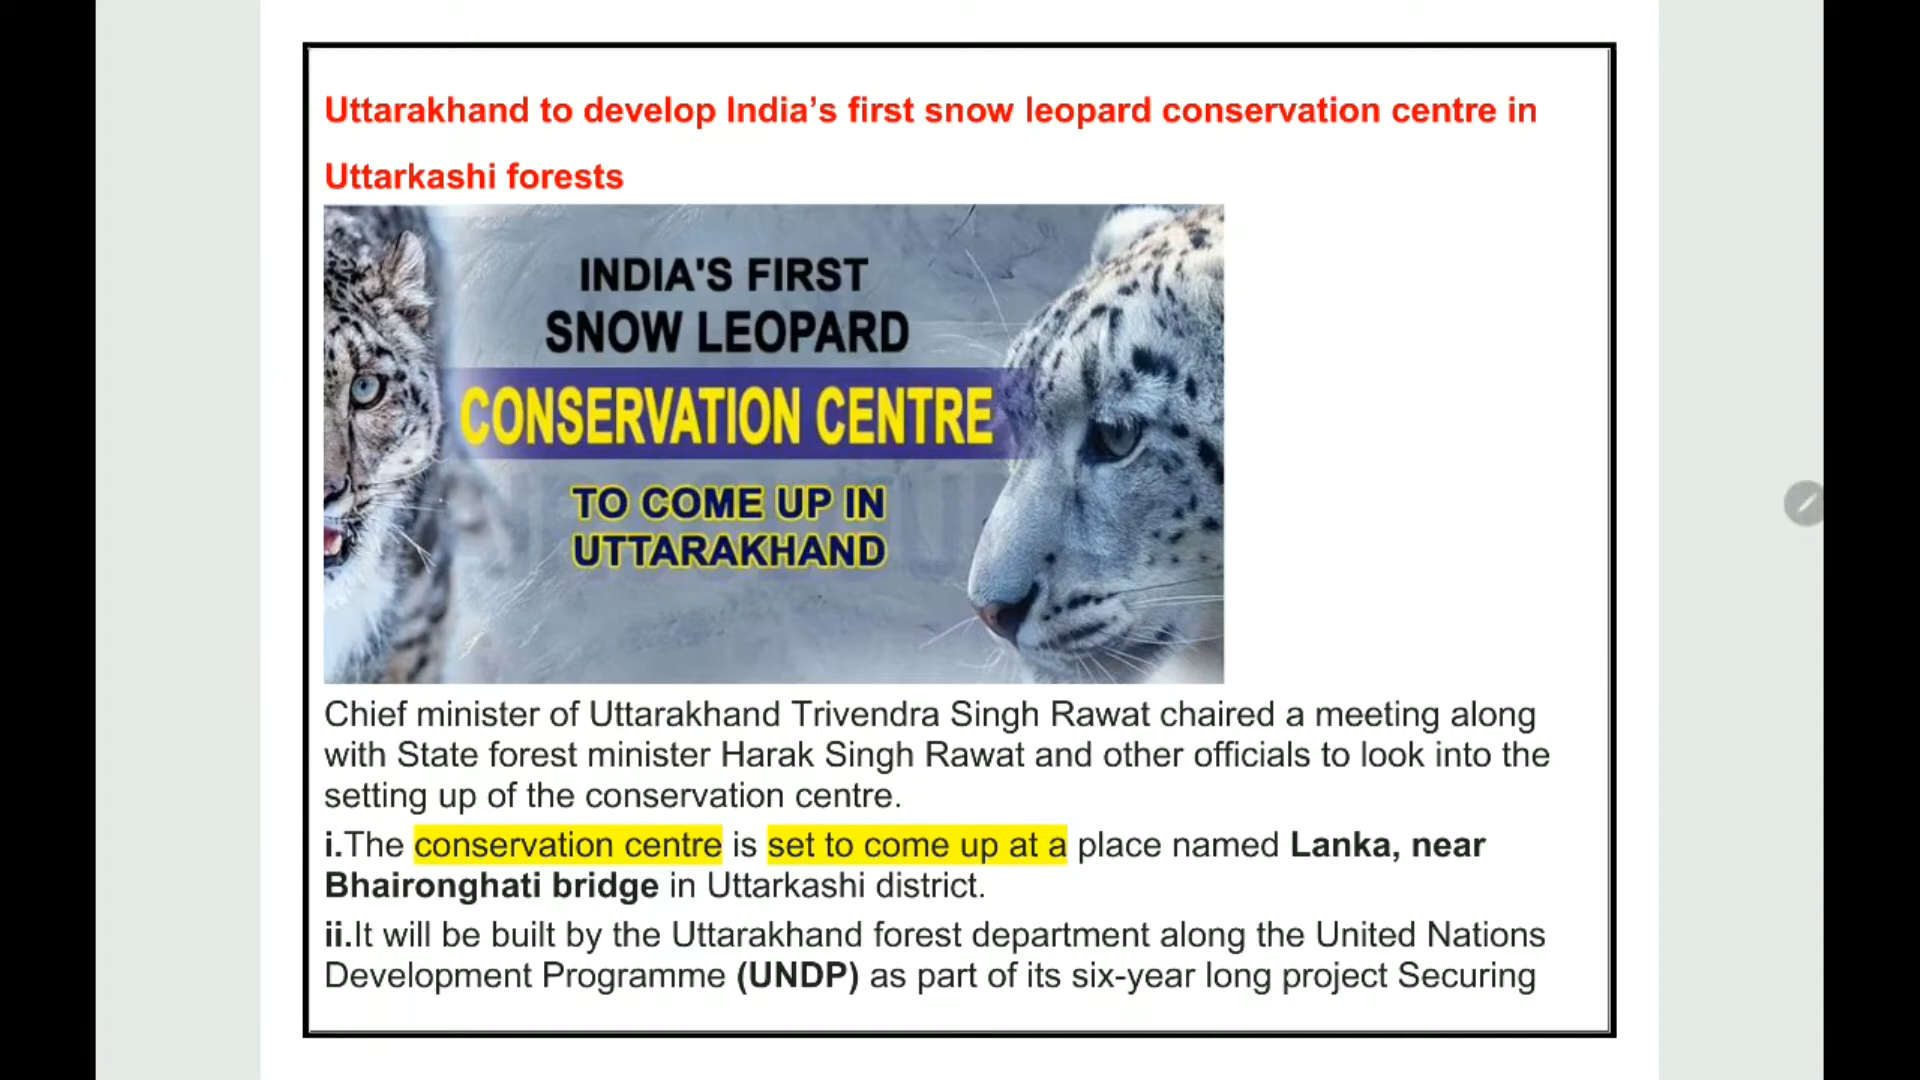 Uttarakhand to develop India’s first snow leopard conservation centre in
Uttarkashi forests
INDIA'S FIRST
SNOW LEOPARD
CONSERVATION CENTRE
TO COME UP IN
UTTARAKHAND
Chief minister of Uttarakhand Trivendra Singh Rawat chaired a meeting along
with State forest minister Harak Singh Rawat and other officials to look into the
setting up of the conservation centre.
i.The conservation centre is set to come up at a place named Lanka, near
Bhaironghati bridge in Uttarkashi district.
ii.It will be built by the Uttarakhand forest department along the United Nations
Development Programme (UNDP) as part of its six-year long project Securing